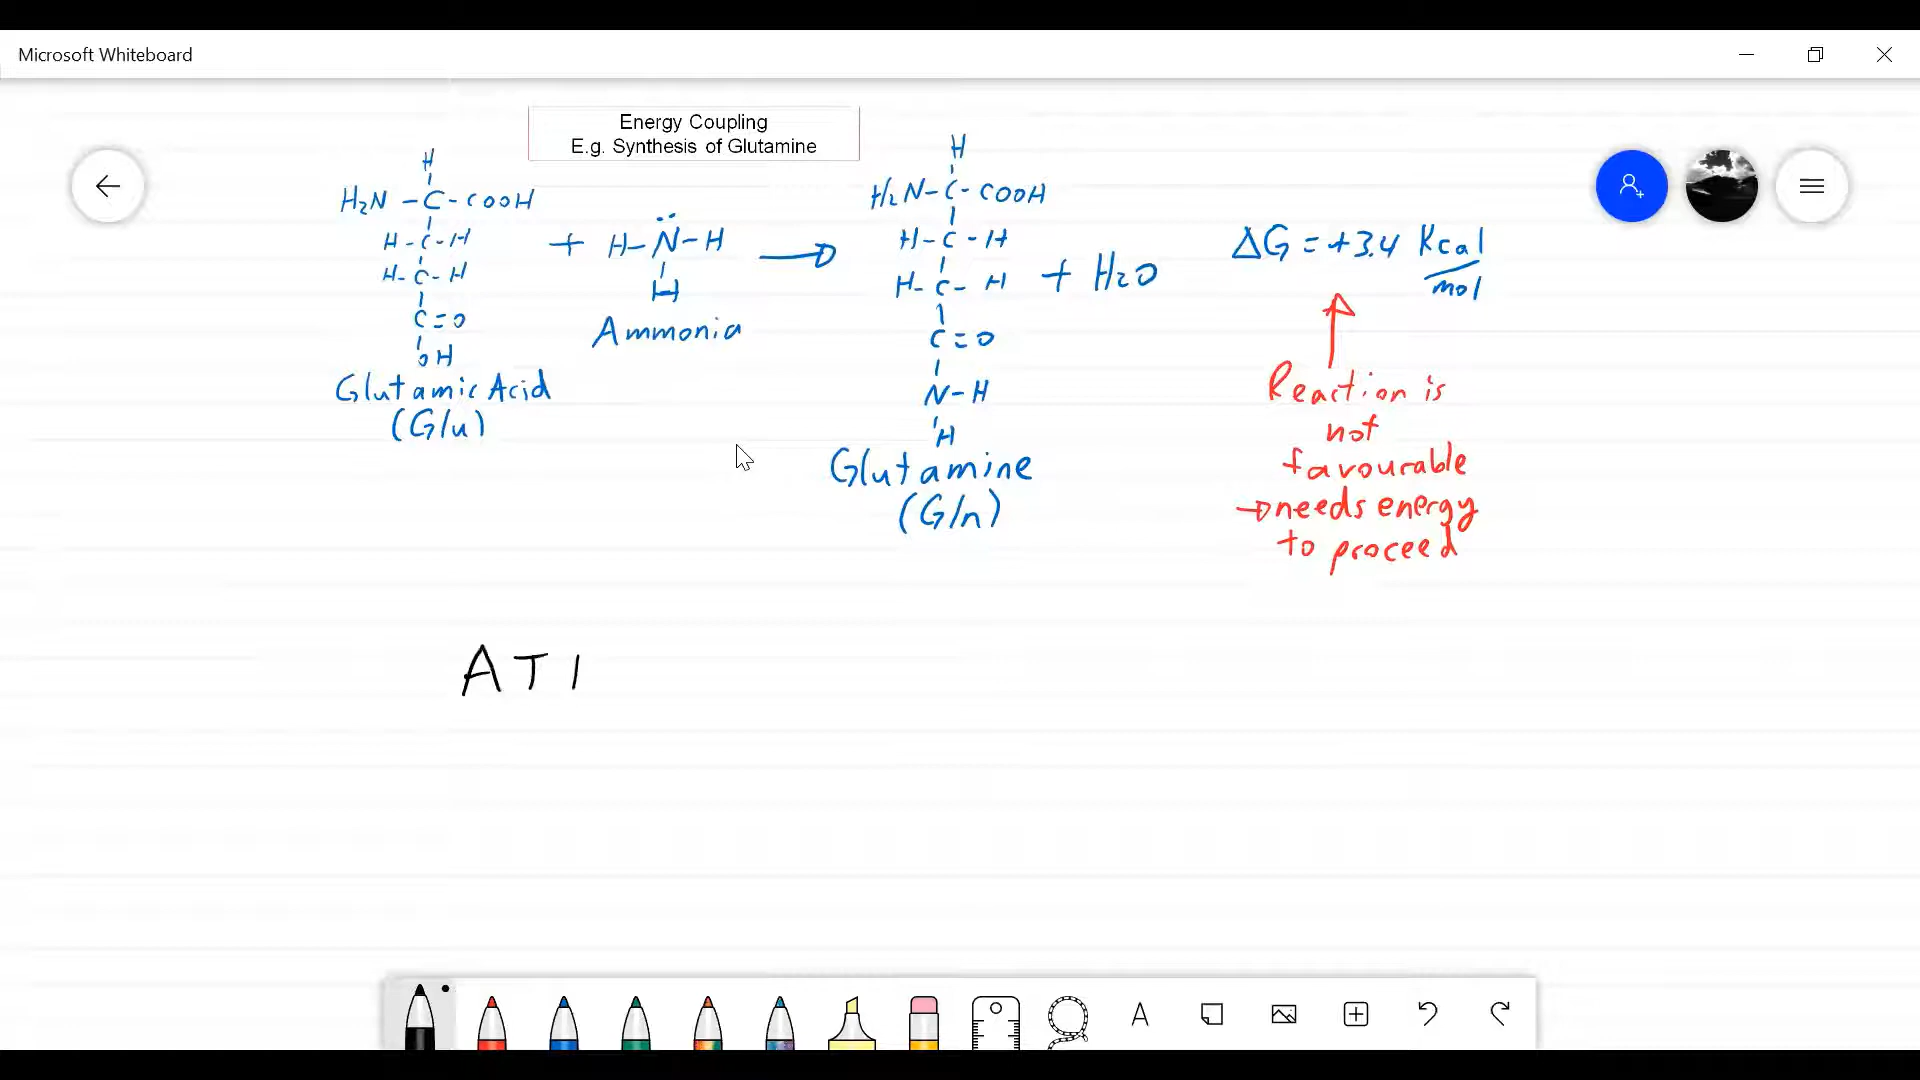 Microsoft Whiteboard
Energy Coupling
E.g. Synthesis of Glutamine
H
H2N - C - COOH
H - C - H
H - C - H
C = O
OH
Glutamic Acid
(Glu)
+
H - N̈ - H
H
Ammonia
→
H
H2N - C - COOH
H - C - H
H - C - H
C = O
N - H
H
Glutamine
(Gln)
+ H2O
ΔG = +3.4 Kcal
mol
Reaction is
not
favourable
→ needs energy
to proceed
A T I
A